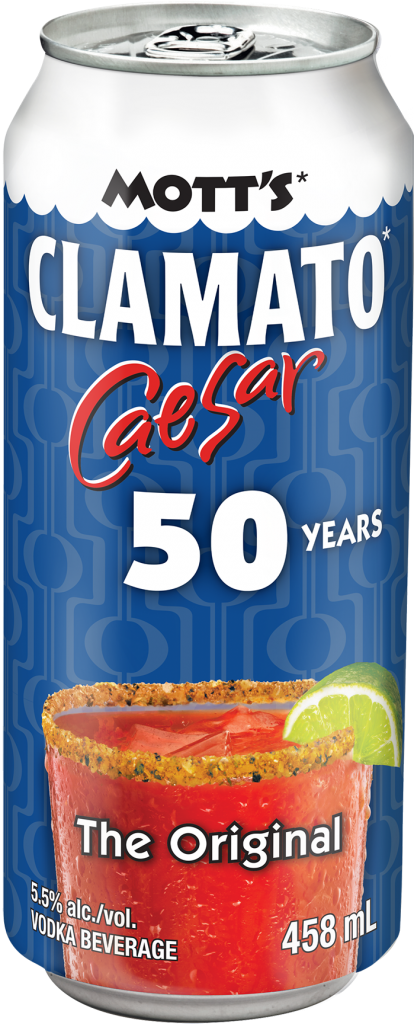 MOTT'S*
CLAMATO*
Caesar
50 YEARS
The Original
5.5% alc./vol.
VODKA BEVERAGE
458 mL